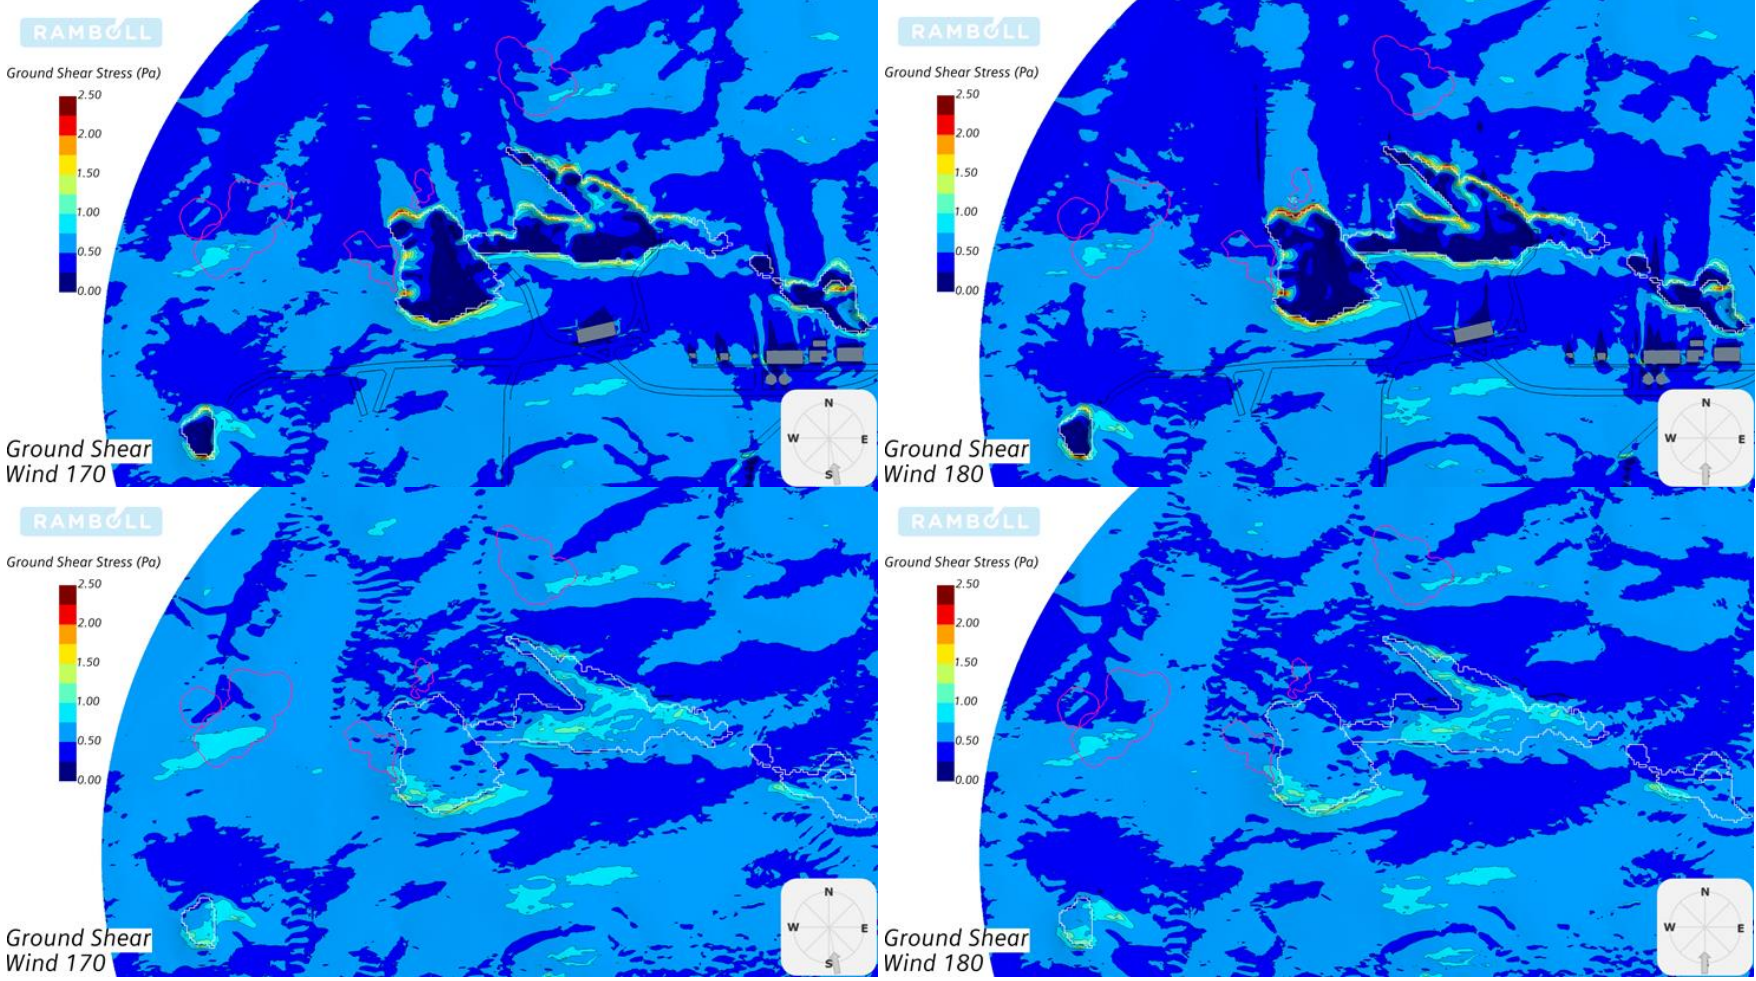 RAMBOLL
Ground Shear Stress (Pa)
2.50
2.00
1.50
1.00
0.50
0.00
Ground Shear
Wind 170
N
W E
S
RAMBOLL
Ground Shear Stress (Pa)
2.50
2.00
1.50
1.00
0.50
0.00
Ground Shear
Wind 180
N
W E
RAMBOLL
Ground Shear Stress (Pa)
2.50
2.00
1.50
1.00
0.50
0.00
Ground Shear
Wind 170
N
W E
S
RAMBOLL
Ground Shear Stress (Pa)
2.50
2.00
1.50
1.00
0.50
0.00
Ground Shear
Wind 180
N
W E